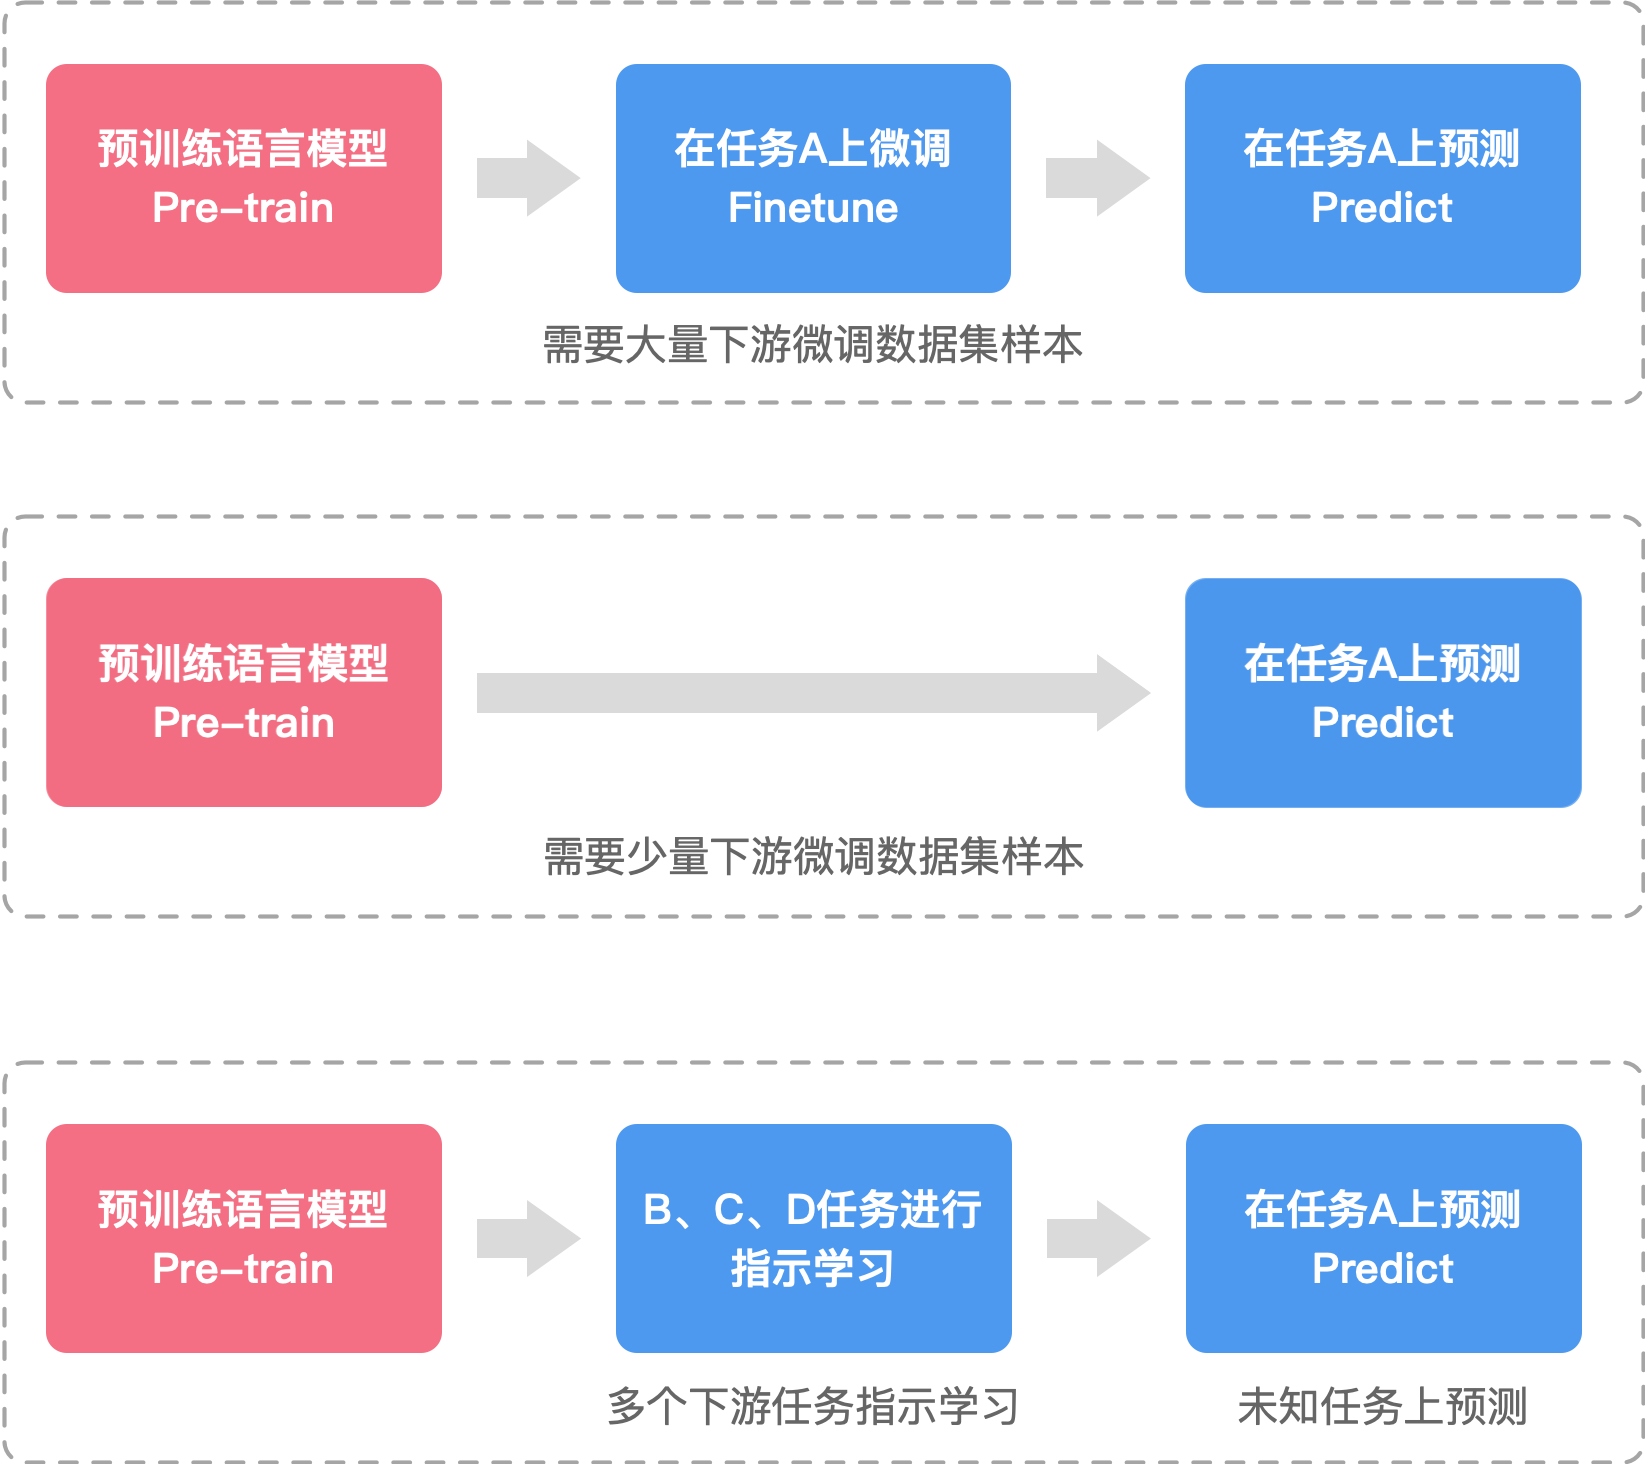 预训练语言模型
Pre-train
在任务A上微调
Finetune
在任务A上预测
Predict
需要大量下游微调数据集样本
预训练语言模型
Pre-train
在任务A上预测
Predict
需要少量下游微调数据集样本
预训练语言模型
Pre-train
B、C、D任务进行
指示学习
在任务A上预测
Predict
多个下游任务指示学习
未知任务上预测